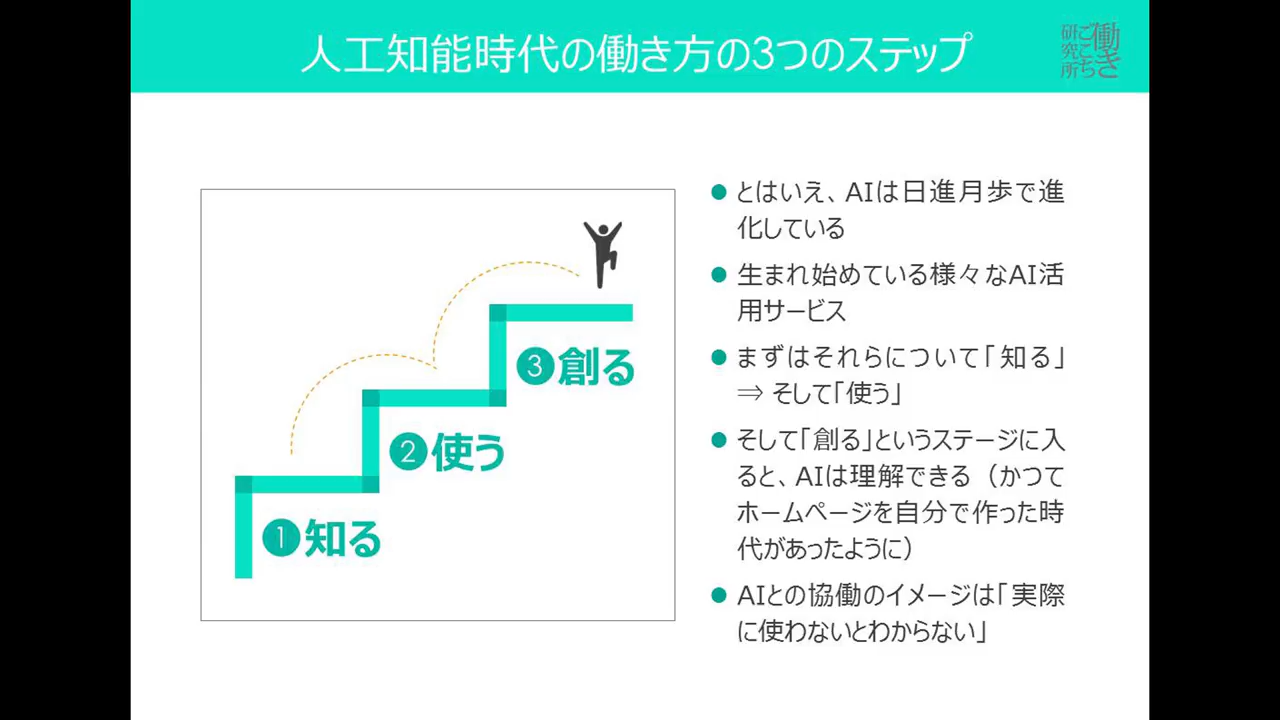 人工知能時代の働き方の3つのステップ
働き
ごこち
研究所
❸創る
❷使う
❶知る
● とはいえ、AIは日進月歩で進
化している
● 生まれ始めている様々なAI活
用サービス
● まずはそれらについて「知る」
⇒ そして「使う」
● そして「創る」というステージに入
ると、AIは理解できる（かつて
ホームページを自分で作った時
代があったように）
● AIとの協働のイメージは「実際
に使わないとわからない」